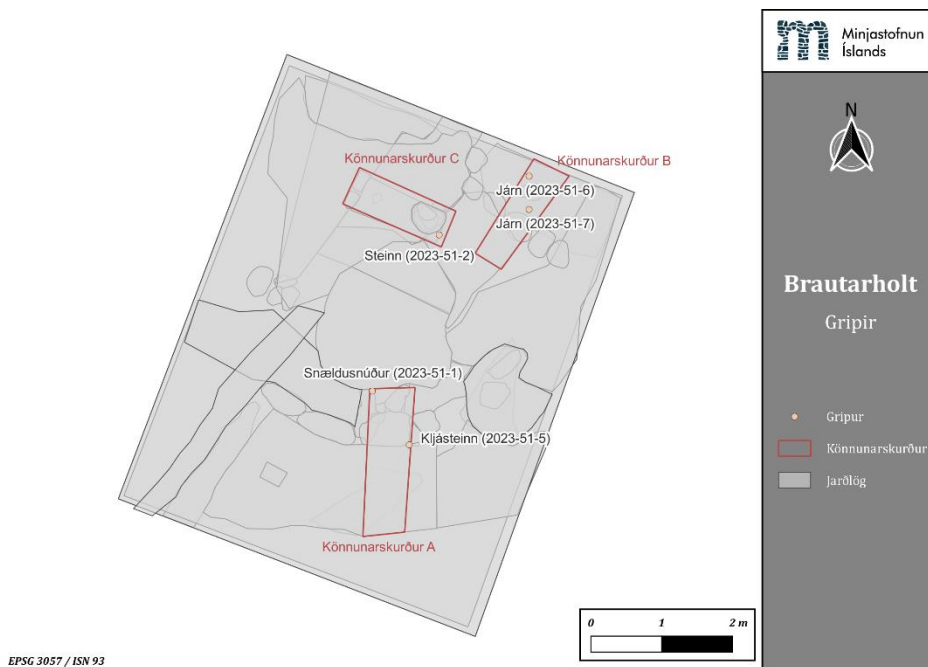 Minjastofnun
Íslands
N
Könnunarskurður C
Könnunarskurður B
Járn (2023-51-6)
Járn (2023-51-7)
Steinn (2023-51-2)
Snældusnúður (2023-51-1)
Kljásteinn (2023-51-5)
Könnunarskurður A
Brautarholt
Gripir
Gripur
Könnunarskurður
Jarðlög
0 1 2 m
EPSG 3057 / ISN 93